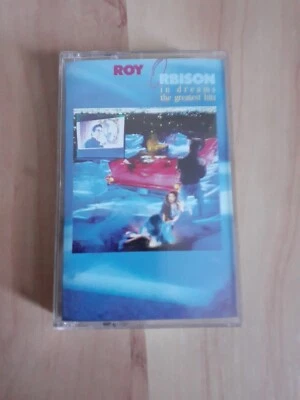 ROY ORBISON
in dreams
the greatest hits